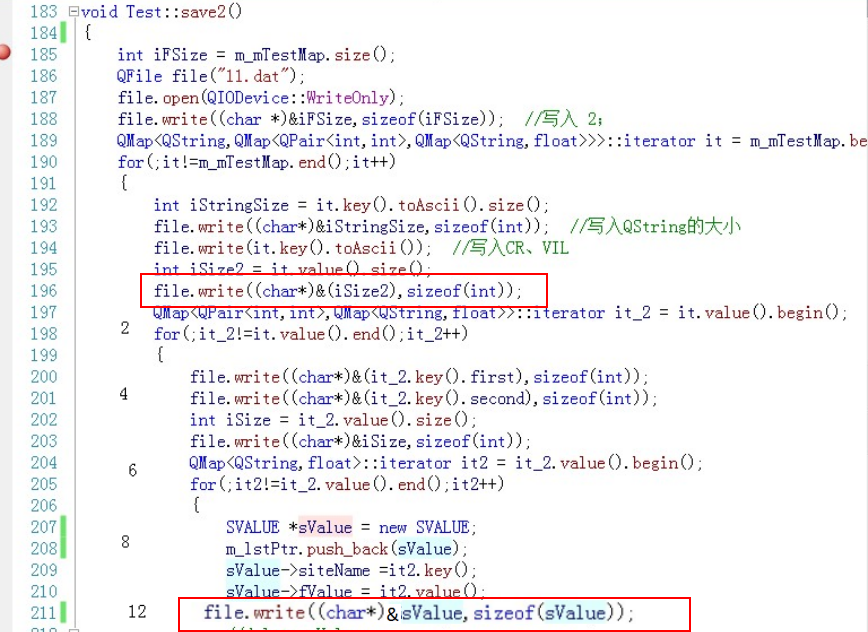 183 void Test::save2()
184 {
185 int iFSize = m_mTestMap.size();
186 QFile file("11.dat");
187 file.open(QIODevice::WriteOnly);
188 file.write((char *)&iFSize,sizeof(iFSize)); //写入 2;
189 QMap<QString,QMap<QPair<int,int>,QMap<QString,float>>>::iterator it = m_mTestMap.be
190 for(;it!=m_mTestMap.end();it++)
191 {
192 int iStringSize = it.key().toAscii().size();
193 file.write((char*)&iStringSize,sizeof(int)); //写入QString的大小
194 file.write(it.key().toAscii()); //写入CR、VIL
195 int iSize2 = it.value().size();
196 file.write((char*)&(iSize2),sizeof(int));
197 QMap<QPair<int,int>,QMap<QString,float>>::iterator it_2 = it.value().begin();
198 2 for(;it_2!=it.value().end();it_2++)
199 {
200 file.write((char*)&(it_2.key().first),sizeof(int));
201 4 file.write((char*)&(it_2.key().second),sizeof(int));
202 int iSize = it_2.value().size();
203 file.write((char*)&iSize,sizeof(int));
204 6 QMap<QString,float>::iterator it2 = it_2.value().begin();
205 for(;it2!=it_2.value().end();it2++)
206 {
207 SVALUE *sValue = new SVALUE;
208 8 m_lstPtr.push_back(sValue);
209 sValue->siteName =it2.key();
210 sValue->fValue = it2.value();
211 12 file.write((char*)&sValue,sizeof(sValue));